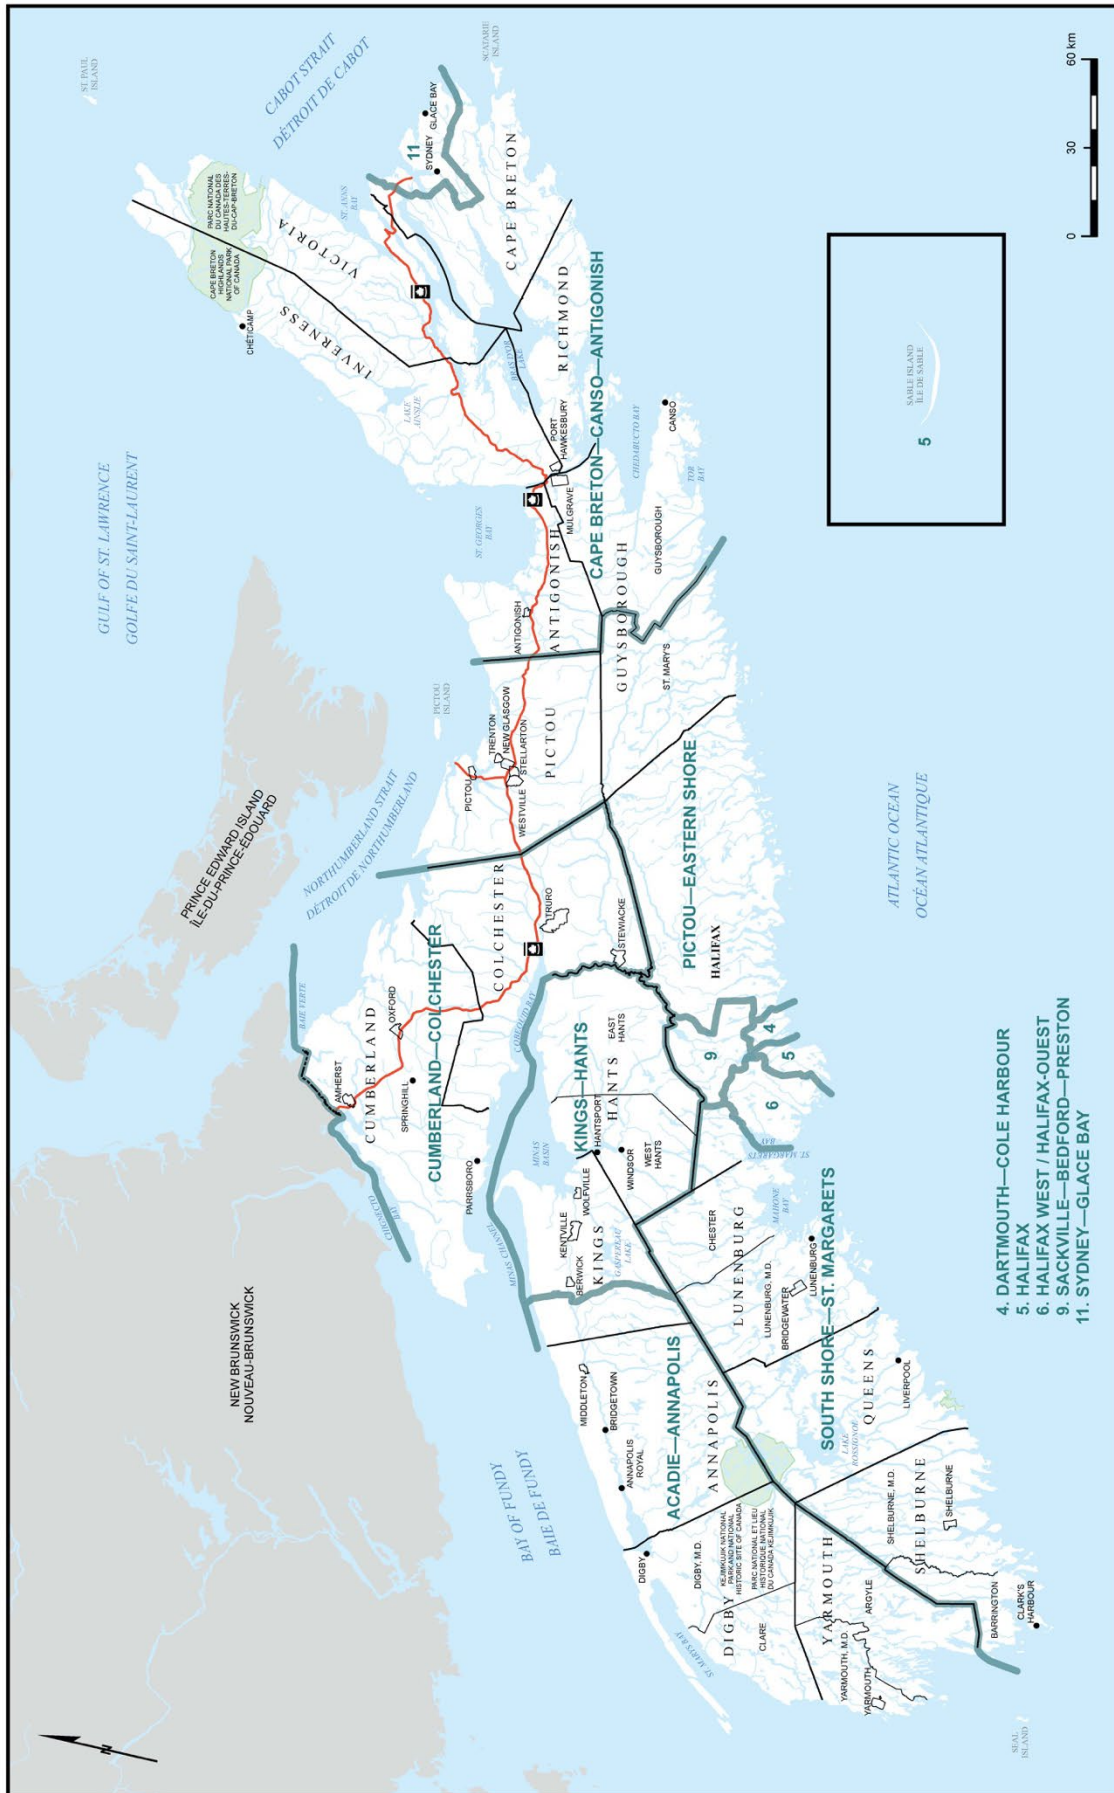 ST. PAUL
ISLAND
CABOT STRAIT
DÉTROIT DE CABOT
SCATARIE
ISLAND
GLACE BAY
SYDNEY
11
ST. ANNS
BAY
PARC NATIONAL
DU CANADA DES
HAUTES-TERRES-
DU-CAP-BRETON
CAPE BRETON
HIGHLANDS
NATIONAL PARK
OF CANADA
CHÉTICAMP
VICTORIA
INVERNESS
CAPE BRETON
RICHMOND
BRAS D'OR
LAKE
LAKE
AINSLIE
PORT
HAWKESBURY
MULGRAVE
CAPE BRETON—CANSO—ANTIGONISH
CHEDABUCTO BAY
CANSO
TOR
BAY
GUYSBOROUGH
GUYSBOROUGH
ST. MARY'S
ST. GEORGES
BAY
ANTIGONISH
ANTIGONISH
GULF OF ST. LAWRENCE
GOLFE DU SAINT-LAURENT
PRINCE EDWARD ISLAND
ÎLE-DU-PRINCE-ÉDOUARD
NORTHUMBERLAND STRAIT
DÉTROIT DE NORTHUMBERLAND
PICTOU
ISLAND
PICTOU
TRENTON
NEW GLASGOW
STELLARTON
WESTVILLE
PICTOU
PICTOU—EASTERN SHORE
HALIFAX
COLCHESTER
TRURO
STEWIACKE
CUMBERLAND—COLCHESTER
BAIE VERTE
AMHERST
OXFORD
CUMBERLAND
SPRINGHILL
PARRSBORO
CHIGNECTO
BAY
COBEQUID BAY
MINAS
BASIN
MINAS CHANNEL
KINGS—HANTS
EAST
HANTS
HANTS
HANTSPORT
WINDSOR
WEST
HANTS
WOLFVILLE
KENTVILLE
BERWICK
KINGS
GASPEREAU
LAKE
9
4
5
6
ST. MARGARETS
BAY
MAHONE
BAY
CHESTER
LUNENBURG
LUNENBURG, M.D.
BRIDGEWATER
LUNENBURG
SOUTH SHORE—ST. MARGARETS
QUEENS
LIVERPOOL
LAKE
ROSSIGNOL
NEW BRUNSWICK
NOUVEAU-BRUNSWICK
BAY OF FUNDY
BAIE DE FUNDY
MIDDLETON
BRIDGETOWN
ANNAPOLIS
ROYAL
ACADIE—ANNAPOLIS
ANNAPOLIS
DIGBY
DIGBY, M.D.
KEJIMKUJIK NATIONAL
PARK AND NATIONAL
HISTORIC SITE OF CANADA
PARC NATIONAL ET LIEU
HISTORIQUE NATIONAL
DU CANADA KEJIMKUJIK
DIGBY
CLARE
ST. MARYS BAY
YARMOUTH
YARMOUTH, M.D.
YARMOUTH
ARGYLE
SHELBURNE, M.D.
SHELBURNE
SHELBURNE
BARRINGTON
CLARK'S
HARBOUR
SEAL
ISLAND
N
ATLANTIC OCEAN
OCÉAN ATLANTIQUE
SABLE ISLAND
ÎLE DE SABLE
5
0
30
60 km
4. DARTMOUTH—COLE HARBOUR
5. HALIFAX
6. HALIFAX WEST / HALIFAX-OUEST
9. SACKVILLE—BEDFORD—PRESTON
11. SYDNEY—GLACE BAY